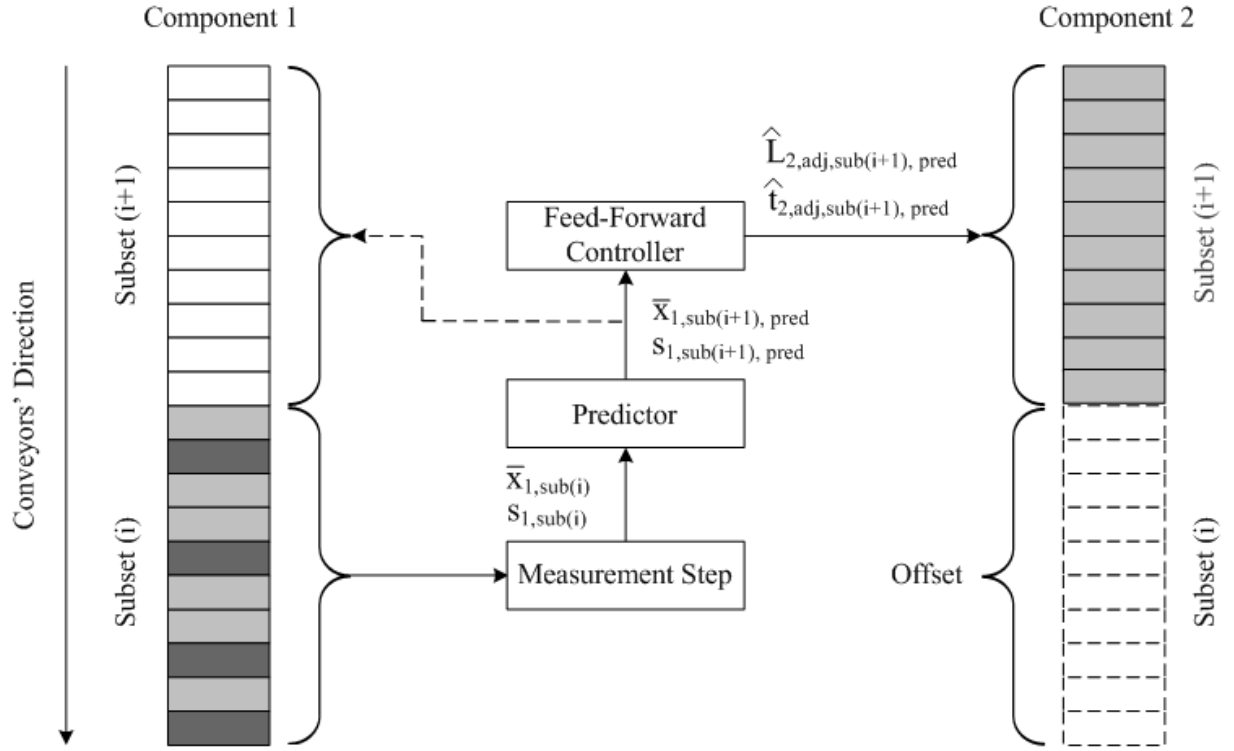 Component 1
Component 2
Conveyors' Direction
Subset (i+1)
Subset (i)
L̂2,adj,sub(i+1), pred
t̂2,adj,sub(i+1), pred
Feed-Forward
Controller
x̄1,sub(i+1), pred
s1,sub(i+1), pred
Predictor
x̄1,sub(i)
s1,sub(i)
Measurement Step
Offset
Subset (i+1)
Subset (i)